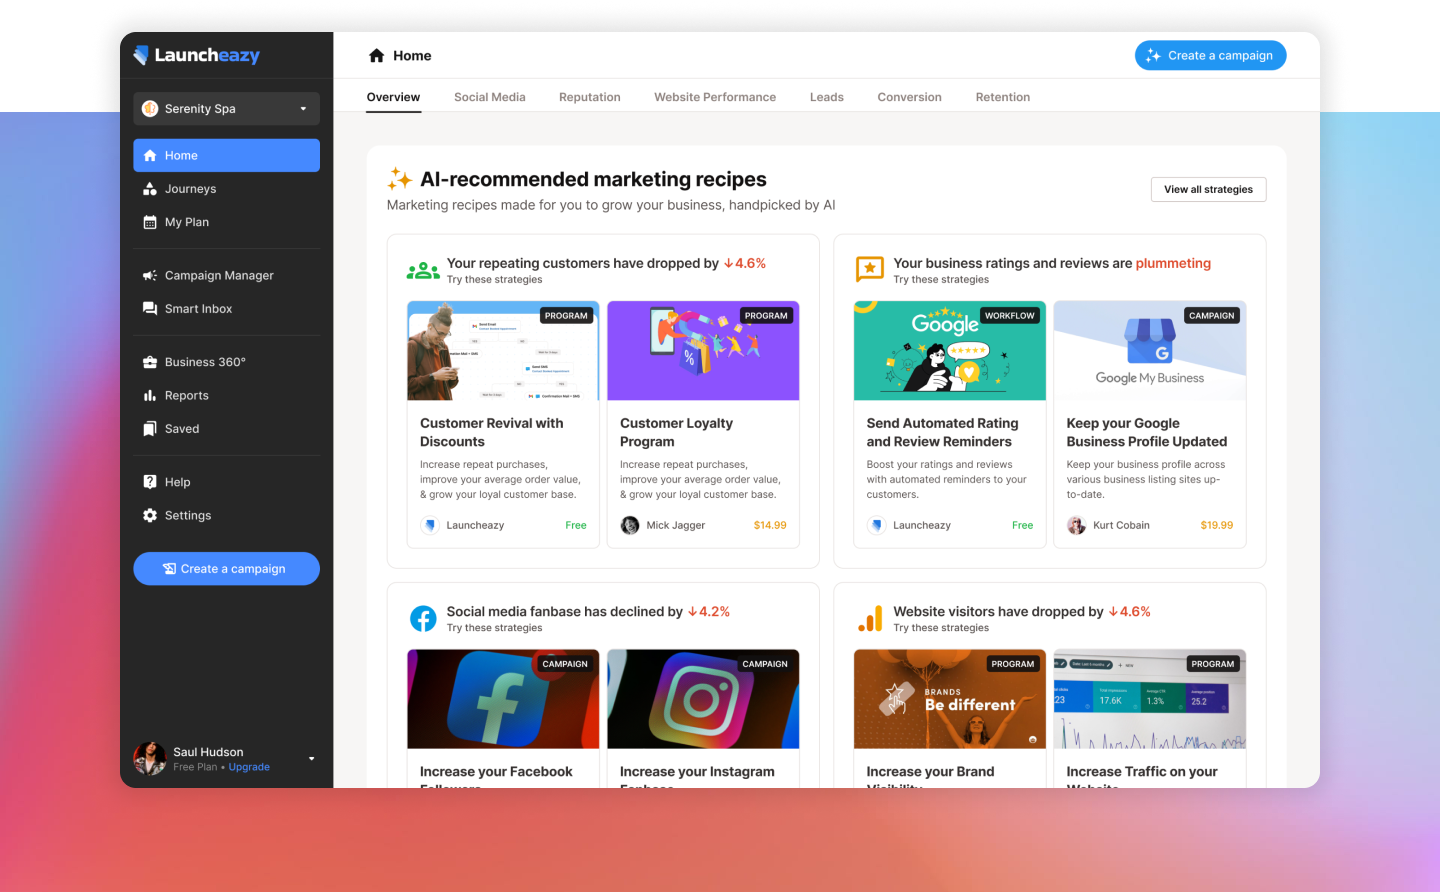 Launcheazy
Serenity Spa
Home
Journeys
My Plan
Campaign Manager
Smart Inbox
Business 360°
Reports
Saved
Help
Settings
Create a campaign
Saul Hudson
Free Plan • Upgrade
Home
Create a campaign
Overview
Social Media
Reputation
Website Performance
Leads
Conversion
Retention
AI-recommended marketing recipes
Marketing recipes made for you to grow your business, handpicked by AI
View all strategies
Your repeating customers have dropped by ↓4.6%
Try these strategies
PROGRAM
Send Email
Customer Revival with
Discounts
Increase repeat purchases,
improve your average order value,
& grow your loyal customer base.
Launcheazy
Free
PROGRAM
%
Customer Loyalty
Program
Increase repeat purchases,
improve your average order value,
& grow your loyal customer base.
Mick Jagger
$14.99
Your business ratings and reviews are plummeting
Try these strategies
WORKFLOW
Google
Send Automated Rating
and Review Reminders
Boost your ratings and reviews
with automated reminders to your
customers.
Launcheazy
Free
CAMPAIGN
G
Google My Business
Keep your Google
Business Profile Updated
Keep your business profile across
various business listing sites up-
to-date.
Kurt Cobain
$19.99
Social media fanbase has declined by ↓4.2%
Try these strategies
CAMPAIGN
Increase your Facebook
Followers
CAMPAIGN
Increase your Instagram
Fanbase
Website visitors have dropped by ↓4.6%
Try these strategies
PROGRAM
BRANDS
Be different
Increase your Brand
Visibility
PROGRAM
+ NEW
17.6K
1.3%
25.2
Increase Traffic on your
Website